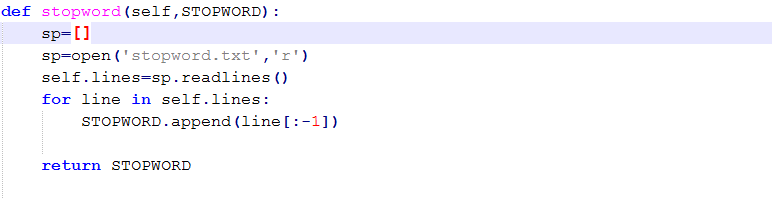 def stopword(self,STOPWORD):
    sp=[]
    sp=open('stopword.txt','r')
    self.lines=sp.readlines()
    for line in self.lines:
        STOPWORD.append(line[:-1])
    return STOPWORD